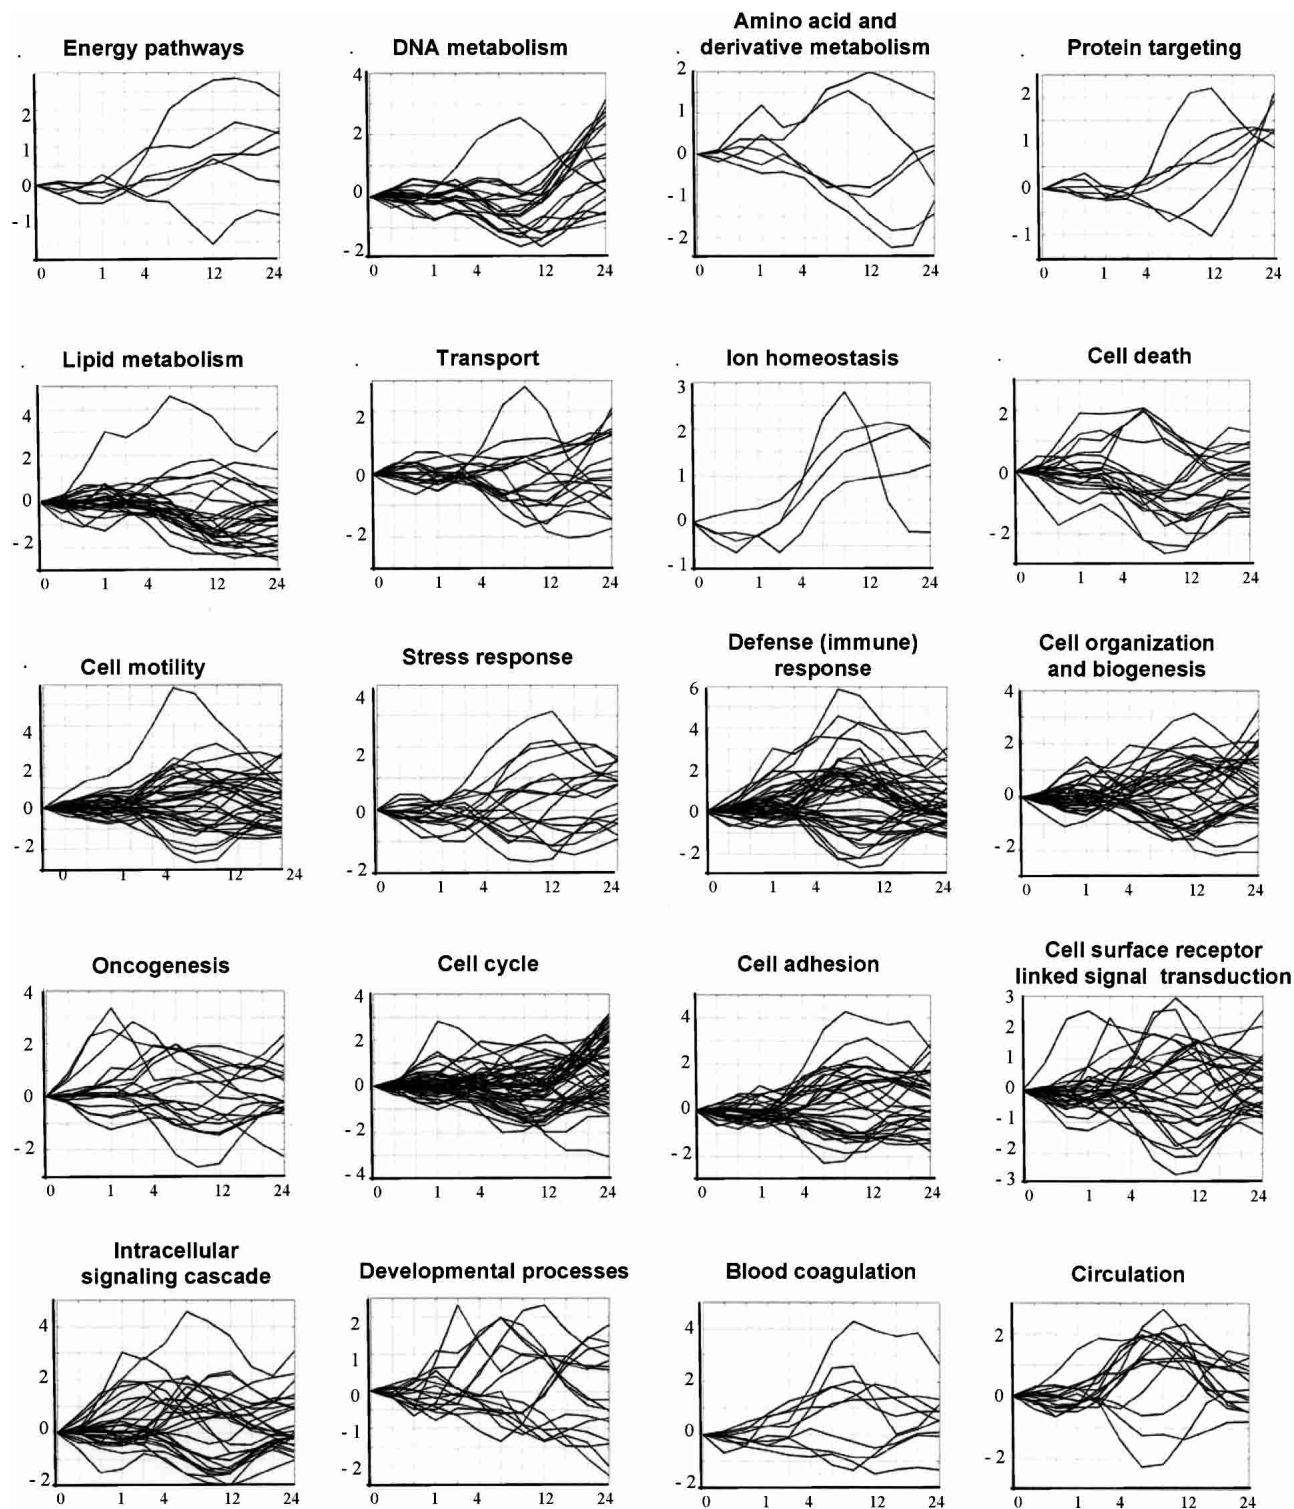 Energy pathways
2
1
0
- 1
0 1 4 12 24
DNA metabolism
4
2
0
- 2
0 1 4 12 24
Amino acid and
derivative metabolism
2
1
0
- 1
- 2
0 1 4 12 24
Protein targeting
2
1
0
- 1
0 1 4 12 24
Lipid metabolism
4
2
0
- 2
0 1 4 12 24
Transport
2
0
- 2
0 1 4 12 24
Ion homeostasis
3
2
1
0
- 1
0 1 4 12 24
Cell death
2
0
- 2
0 1 4 12 24
Cell motility
4
2
0
- 2
0 1 4 12 24
Stress response
4
2
0
- 2
0 1 4 12 24
Defense (immune)
response
6
4
2
0
- 2
0 1 4 12 24
Cell organization
and biogenesis
4
2
0
- 2
0 1 4 12 24
Oncogenesis
4
2
0
- 2
0 1 4 12 24
Cell cycle
4
2
0
- 2
- 4
0 1 4 12 24
Cell adhesion
4
2
0
- 2
0 1 4 12 24
Cell surface receptor
linked signal transduction
3
2
1
0
- 1
- 2
- 3
0 1 4 12 24
Intracellular
signaling cascade
4
2
0
- 2
0 1 4 12 24
Developmental processes
2
1
0
- 1
- 2
0 1 4 12 24
Blood coagulation
4
2
0
- 2
0 1 4 12 24
Circulation
2
0
- 2
0 1 4 12 24